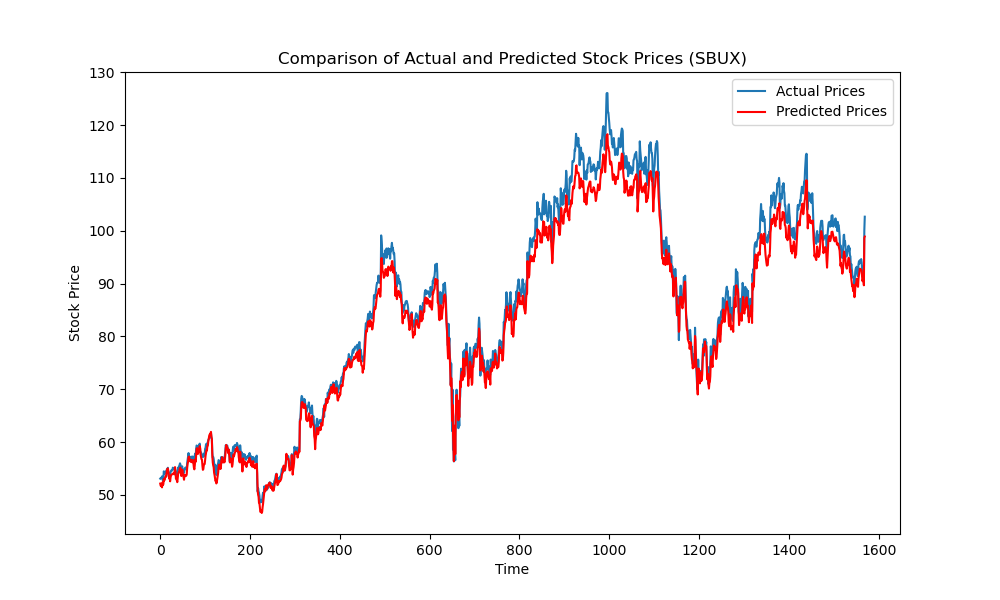 Comparison of Actual and Predicted Stock Prices (SBUX)
Actual Prices
Predicted Prices
Stock Price
130
120
110
100
90
80
70
60
50
0 200 400 600 800 1000 1200 1400 1600
Time